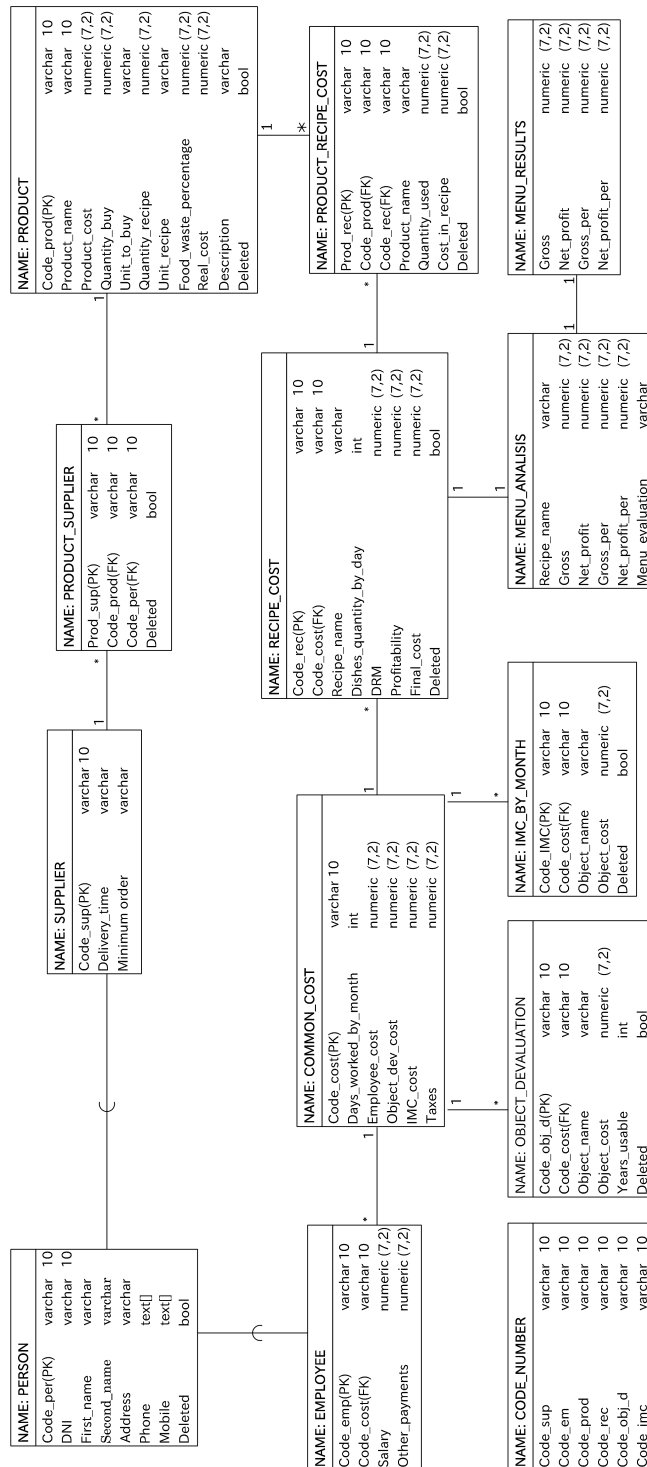 NAME: PERSON
Code_per(PK) varchar 10
DNI varchar 10
First_name varchar
Second_name varchar
Address varchar
Phone text[]
Mobile text[]
Deleted bool
NAME: SUPPLIER
Code_sup(PK) varchar 10
Delivery_time varchar
Minimum order varchar
1
*
NAME: PRODUCT_SUPPLIER
Prod_sup(PK) varchar 10
Code_prod(FK) varchar 10
Code_per(FK) varchar 10
Deleted bool
*
1
NAME: PRODUCT
Code_prod(PK) varchar 10
Product_name varchar 10
Product_cost numeric (7,2)
Quantity_buy numeric (7,2)
Unit_to_buy varchar
Quantity_recipe numeric (7,2)
Unit_recipe varchar
Food_waste_percentage numeric (7,2)
Real_cost numeric (7,2)
Description varchar
Deleted bool
1
*
NAME: EMPLOYEE
Code_emp(PK) varchar 10
Code_cost(FK) varchar 10
Salary numeric (7,2)
Other_payments numeric (7,2)
*
1
NAME: COMMON_COST
Code_cost(PK) varchar 10
Days_worked_by_month int
Employee_cost numeric (7,2)
Object_dev_cost numeric (7,2)
IMC_cost numeric (7,2)
Taxes numeric (7,2)
1
*
NAME: RECIPE_COST
Code_rec(PK) varchar 10
Code_cost(FK) varchar 10
Recipe_name varchar
Dishes_quantity_by_day int
DRM numeric (7,2)
Profitability numeric (7,2)
Final_cost numeric (7,2)
Deleted bool
1
*
NAME: PRODUCT_RECIPE_COST
Prod_rec(PK) varchar 10
Code_prod(FK) varchar 10
Code_rec(FK) varchar 10
Product_name varchar
Quantity_used numeric (7,2)
Cost_in_recipe numeric (7,2)
Deleted bool
1
*
1
*
1
1
NAME: CODE_NUMBER
Code_sup varchar 10
Code_em varchar 10
Code_prod varchar 10
Code_rec varchar 10
Code_obj_d varchar 10
Code_imc varchar 10
NAME: OBJECT_DEVALUATION
Code_obj_d(PK) varchar 10
Code_cost(FK) varchar 10
Object_name varchar
Object_cost numeric (7,2)
Years_usable int
Deleted bool
NAME: IMC_BY_MONTH
Code_IMC(PK) varchar 10
Code_cost(FK) varchar 10
Object_name varchar
Object_cost numeric (7,2)
Deleted bool
NAME: MENU_ANALISIS
Recipe_name varchar
Gross numeric (7,2)
Net_profit numeric (7,2)
Gross_per numeric (7,2)
Net_profit_per numeric (7,2)
Menu_evaluation varchar
1
1
NAME: MENU_RESULTS
Gross numeric (7,2)
Net_profit numeric (7,2)
Gross_per numeric (7,2)
Net_profit_per numeric (7,2)